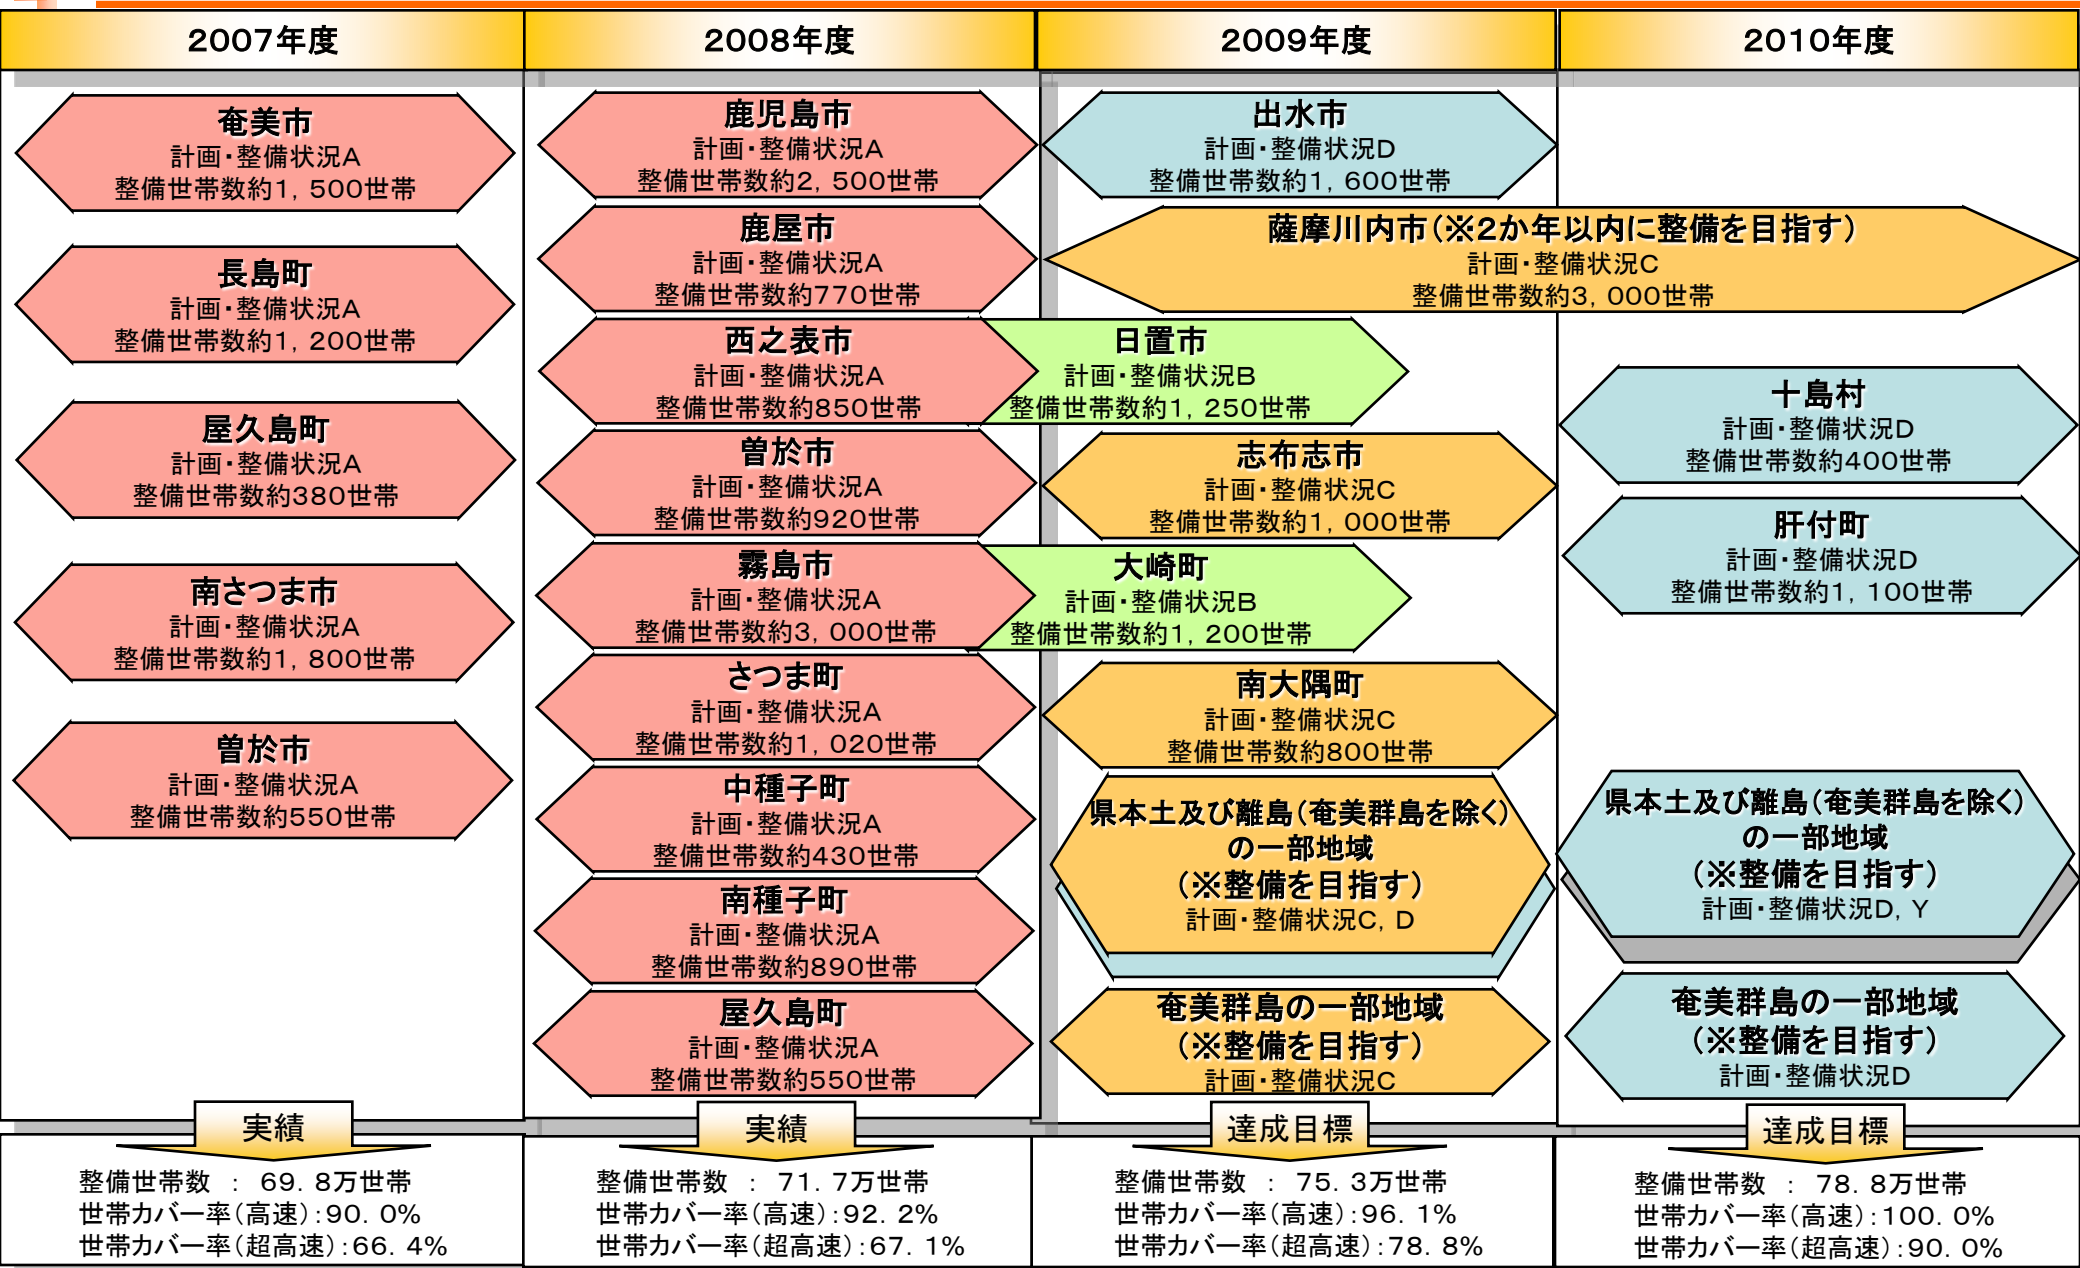 2007年度
奄美市
計画・整備状況A
整備世帯数約1,500世帯
長島町
計画・整備状況A
整備世帯数約1,200世帯
屋久島町
計画・整備状況A
整備世帯数約380世帯
南さつま市
計画・整備状況A
整備世帯数約1,800世帯
曽於市
計画・整備状況A
整備世帯数約550世帯
実績
整備世帯数 : 69.8万世帯
世帯カバー率(高速):90.0%
世帯カバー率(超高速):66.4%
2008年度
鹿児島市
計画・整備状況A
整備世帯数約2,500世帯
鹿屋市
計画・整備状況A
整備世帯数約770世帯
西之表市
計画・整備状況A
整備世帯数約850世帯
曽於市
計画・整備状況A
整備世帯数約920世帯
霧島市
計画・整備状況A
整備世帯数約3,000世帯
さつま町
計画・整備状況A
整備世帯数約1,020世帯
中種子町
計画・整備状況A
整備世帯数約430世帯
南種子町
計画・整備状況A
整備世帯数約890世帯
屋久島町
計画・整備状況A
整備世帯数約550世帯
実績
整備世帯数 : 71.7万世帯
世帯カバー率(高速):92.2%
世帯カバー率(超高速):67.1%
2009年度
出水市
計画・整備状況D
整備世帯数約1,600世帯
薩摩川内市(※2か年以内に整備を目指す)
計画・整備状況C
整備世帯数約3,000世帯
日置市
計画・整備状況B
整備世帯数約1,250世帯
志布志市
計画・整備状況C
整備世帯数約1,000世帯
大崎町
計画・整備状況B
整備世帯数約1,200世帯
南大隅町
計画・整備状況C
整備世帯数約800世帯
県本土及び離島(奄美群島を除く)
の一部地域
(※整備を目指す)
計画・整備状況C,D
奄美群島の一部地域
(※整備を目指す)
計画・整備状況C
達成目標
整備世帯数 : 75.3万世帯
世帯カバー率(高速):96.1%
世帯カバー率(超高速):78.8%
2010年度
十島村
計画・整備状況D
整備世帯数約400世帯
肝付町
計画・整備状況D
整備世帯数約1,100世帯
県本土及び離島(奄美群島を除く)
の一部地域
(※整備を目指す)
計画・整備状況D,Y
奄美群島の一部地域
(※整備を目指す)
計画・整備状況D
達成目標
整備世帯数 : 78.8万世帯
世帯カバー率(高速):100.0%
世帯カバー率(超高速):90.0%